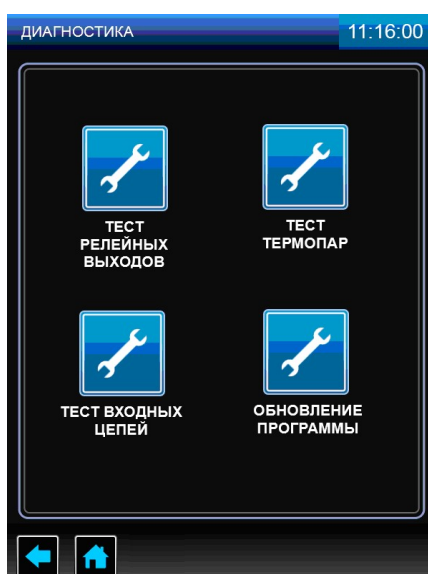 ДИАГНОСТИКА
11:16:00
ТЕСТ
РЕЛЕЙНЫХ
ВЫХОДОВ
ТЕСТ
ТЕРМОПАР
ТЕСТ ВХОДНЫХ
ЦЕПЕЙ
ОБНОВЛЕНИЕ
ПРОГРАММЫ